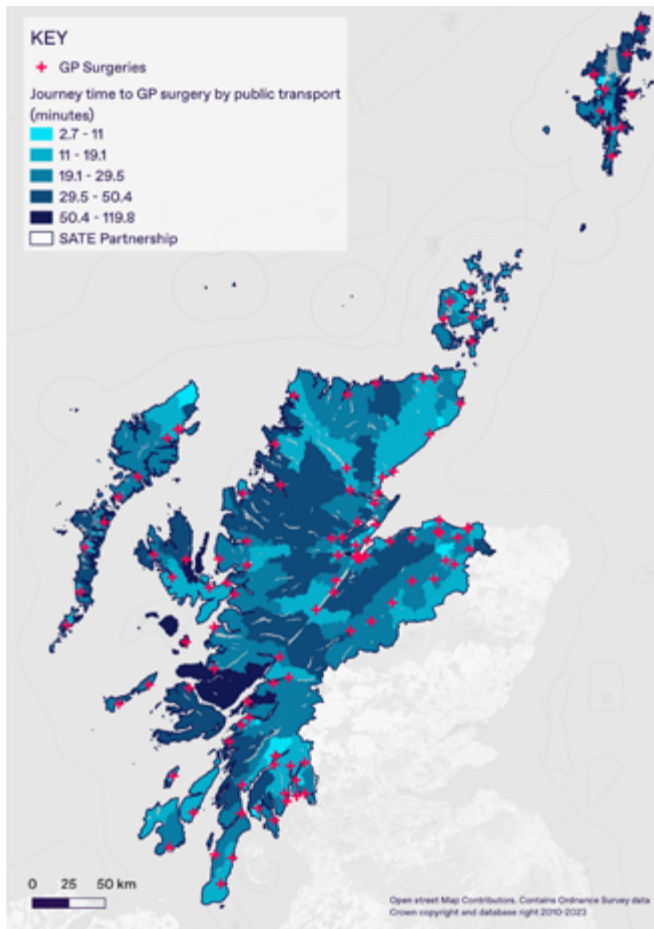 KEY
GP Surgeries
Journey time to GP surgery by public transport
(minutes)
2.7 - 11
11 - 19.1
19.1 - 29.5
29.5 - 50.4
50.4 - 119.8
SATE Partnership
0 25 50 km
Open street Map Contributors. Contains Ordnance Survey data
Crown copyright and database right 2010-2023